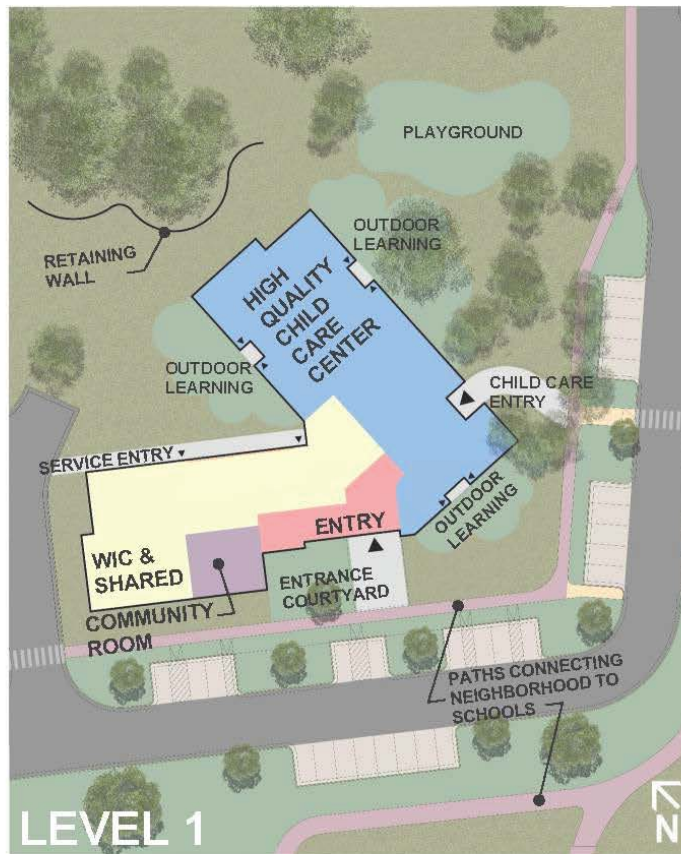 PLAYGROUND
OUTDOOR
LEARNING
RETAINING
WALL
HIGH
QUALITY
CHILD
CARE
CENTER
OUTDOOR
LEARNING
CHILD CARE
ENTRY
SERVICE ENTRY
OUTDOOR
LEARNING
ENTRY
WIC &
SHARED
ENTRANCE
COURTYARD
COMMUNITY
ROOM
PATHS CONNECTING
NEIGHBORHOOD TO
SCHOOLS
LEVEL 1
N